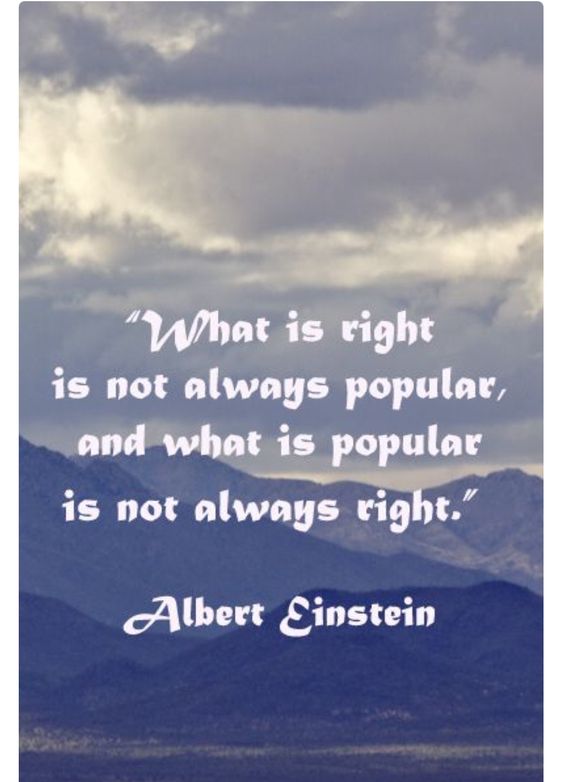 "What is right
is not always popular,
and what is popular
is not always right."
Albert Einstein